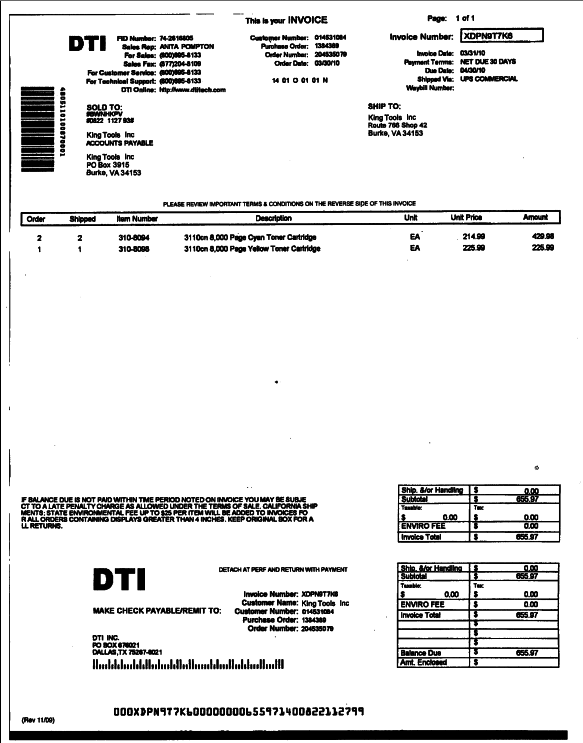 This is your INVOICE
Page: 1 of 1
DTI
FID Number: 74-2616805
Sales Rep: ANITA POMPTON
For Sales: (800)695-8133
Sales Fax: (877)204-8109
For Customer Service: (800)695-8133
For Technical Support: (800)695-8133
DTI Online: http://www.dtitech.com
Customer Number: 014531084
Purchase Order: 1384389
Order Number: 204535079
Order Date: 03/30/10
14 01 O 01 01 N
Invoice Number: XDPN9T7K6
Invoice Date: 03/31/10
Payment Terms: NET DUE 30 DAYS
Due Date: 04/30/10
Shipped Via: UPS COMMERCIAL
Waybill Number:
SOLD TO:
King Tools Inc
ACCOUNTS PAYABLE
King Tools Inc
PO Box 3915
Burke, VA 34153
SHIP TO:
King Tools Inc
Route 786 Shop 42
Burke, VA 34153
PLEASE REVIEW IMPORTANT TERMS & CONDITIONS ON THE REVERSE SIDE OF THIS INVOICE
Order Shipped Item Number Description Unit Unit Price Amount
2 2 310-8094 3110cn 8,000 Page Cyan Toner Cartridge EA 214.99 429.98
1 1 310-8098 3110cn 8,000 Page Yellow Toner Cartridge EA 225.99 225.99
IF BALANCE DUE IS NOT PAID WITHIN TIME PERIOD NOTED ON INVOICE YOU MAY BE SUBJE
CT TO A LATE PENALTY CHARGE AS ALLOWED UNDER THE TERMS OF SALE. CALIFORNIA SHIP
MENTS: STATE ENVIRONMENTAL FEE UP TO $25 PER ITEM WILL BE ADDED TO INVOICES FO
R ALL ORDERS CONTAINING DISPLAYS GREATER THAN 4 INCHES. KEEP ORIGINAL BOX FOR A
LL RETURNS.
Ship. &/or Handling $ 0.00
Subtotal $ 655.97
Taxable: Tax:
$ 0.00 $ 0.00
ENVIRO FEE $ 0.00
Invoice Total $ 655.97
DTI
DETACH AT PERF AND RETURN WITH PAYMENT
MAKE CHECK PAYABLE/REMIT TO:
DTI INC.
PO BOX 676021
DALLAS,TX 75267-6021
Invoice Number: XDPN9T7K6
Customer Name: King Tools Inc
Customer Number: 014531084
Purchase Order: 1384389
Order Number: 204535079
Ship. &/or Handling $ 0.00
Subtotal $ 655.97
Taxable: Tax:
$ 0.00 $ 0.00
ENVIRO FEE $ 0.00
Invoice Total $ 655.97
$
$
$
Balance Due $ 655.97
Amt. Enclosed $
000XDPN9T7K600000000655971400822112799
(Rev 11/09)